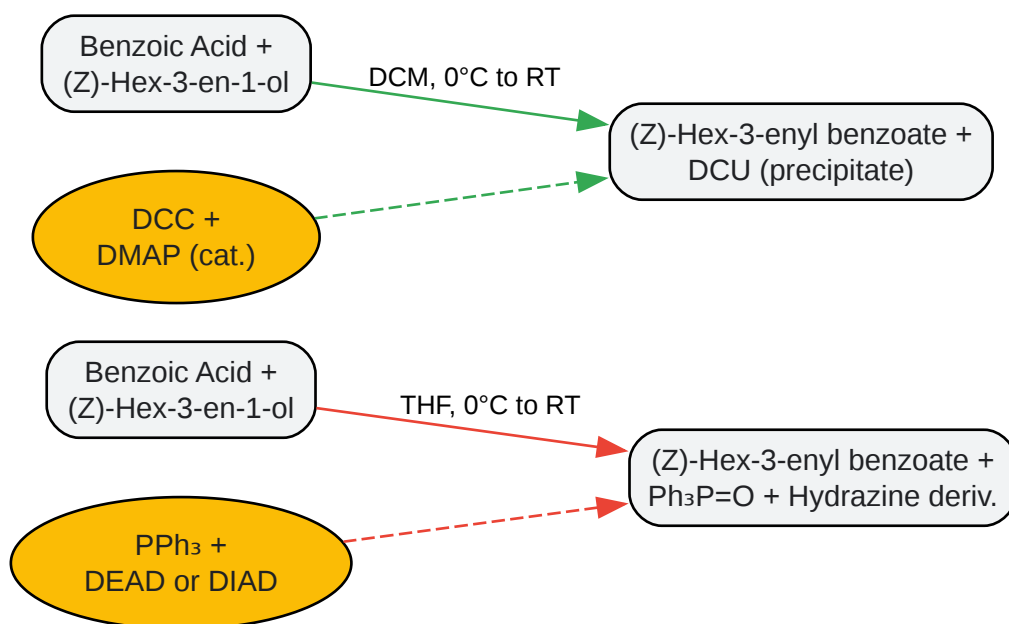 Benzoic Acid +
(Z)-Hex-3-en-1-ol
DCM, 0°C to RT
(Z)-Hex-3-enyl benzoate +
DCU (precipitate)
DCC +
DMAP (cat.)
Benzoic Acid +
(Z)-Hex-3-en-1-ol
THF, 0°C to RT
(Z)-Hex-3-enyl benzoate +
Ph₃P=O + Hydrazine deriv.
PPh₃ +
DEAD or DIAD